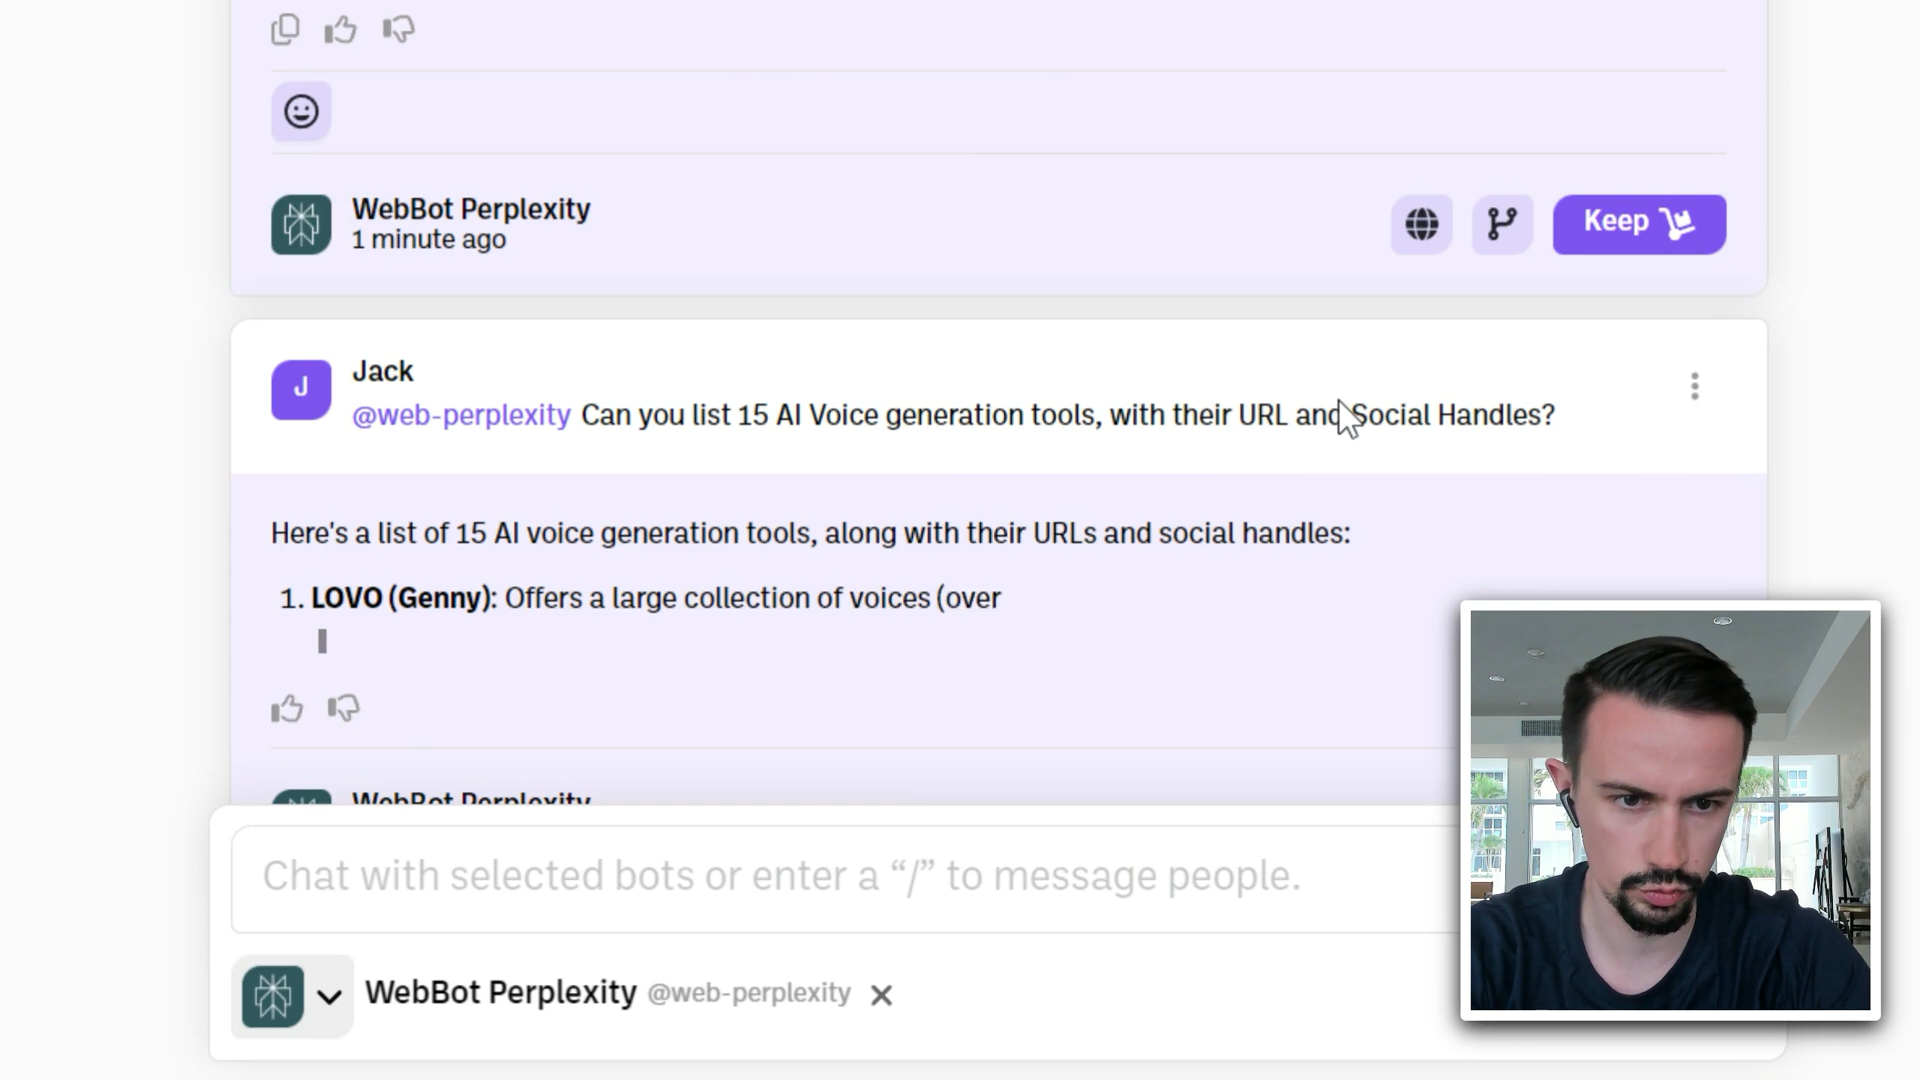 WebBot Perplexity
1 minute ago
Keep
J
Jack
@web-perplexity Can you list 15 AI Voice generation tools, with their URL and Social Handles?
Here's a list of 15 AI voice generation tools, along with their URLs and social handles:
1. LOVO (Genny): Offers a large collection of voices (over
WebBot Perplexity
Chat with selected bots or enter a “/” to message people.
WebBot Perplexity @web-perplexity